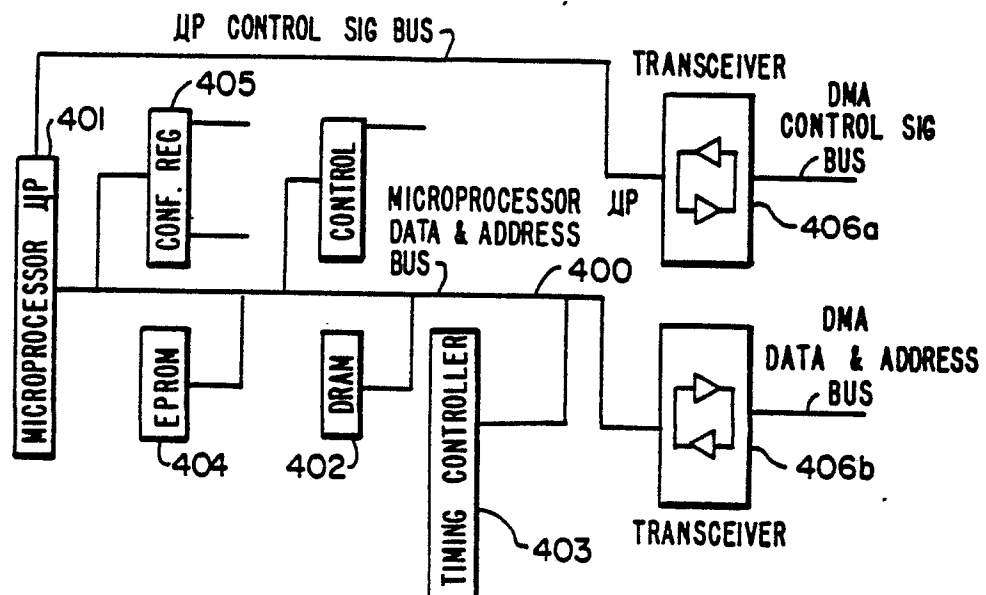 μP CONTROL SIG BUS
TRANSCEIVER
405
DMA
CONTROL SIG
BUS
401
MICROPROCESSOR μP
CONF. REG
CONTROL
MICROPROCESSOR
DATA & ADDRESS
BUS
μP
406a
400
DMA
DATA & ADDRESS
BUS
EPROM
DRAM
TIMING CONTROLLER
404
402
406b
403
TRANSCEIVER